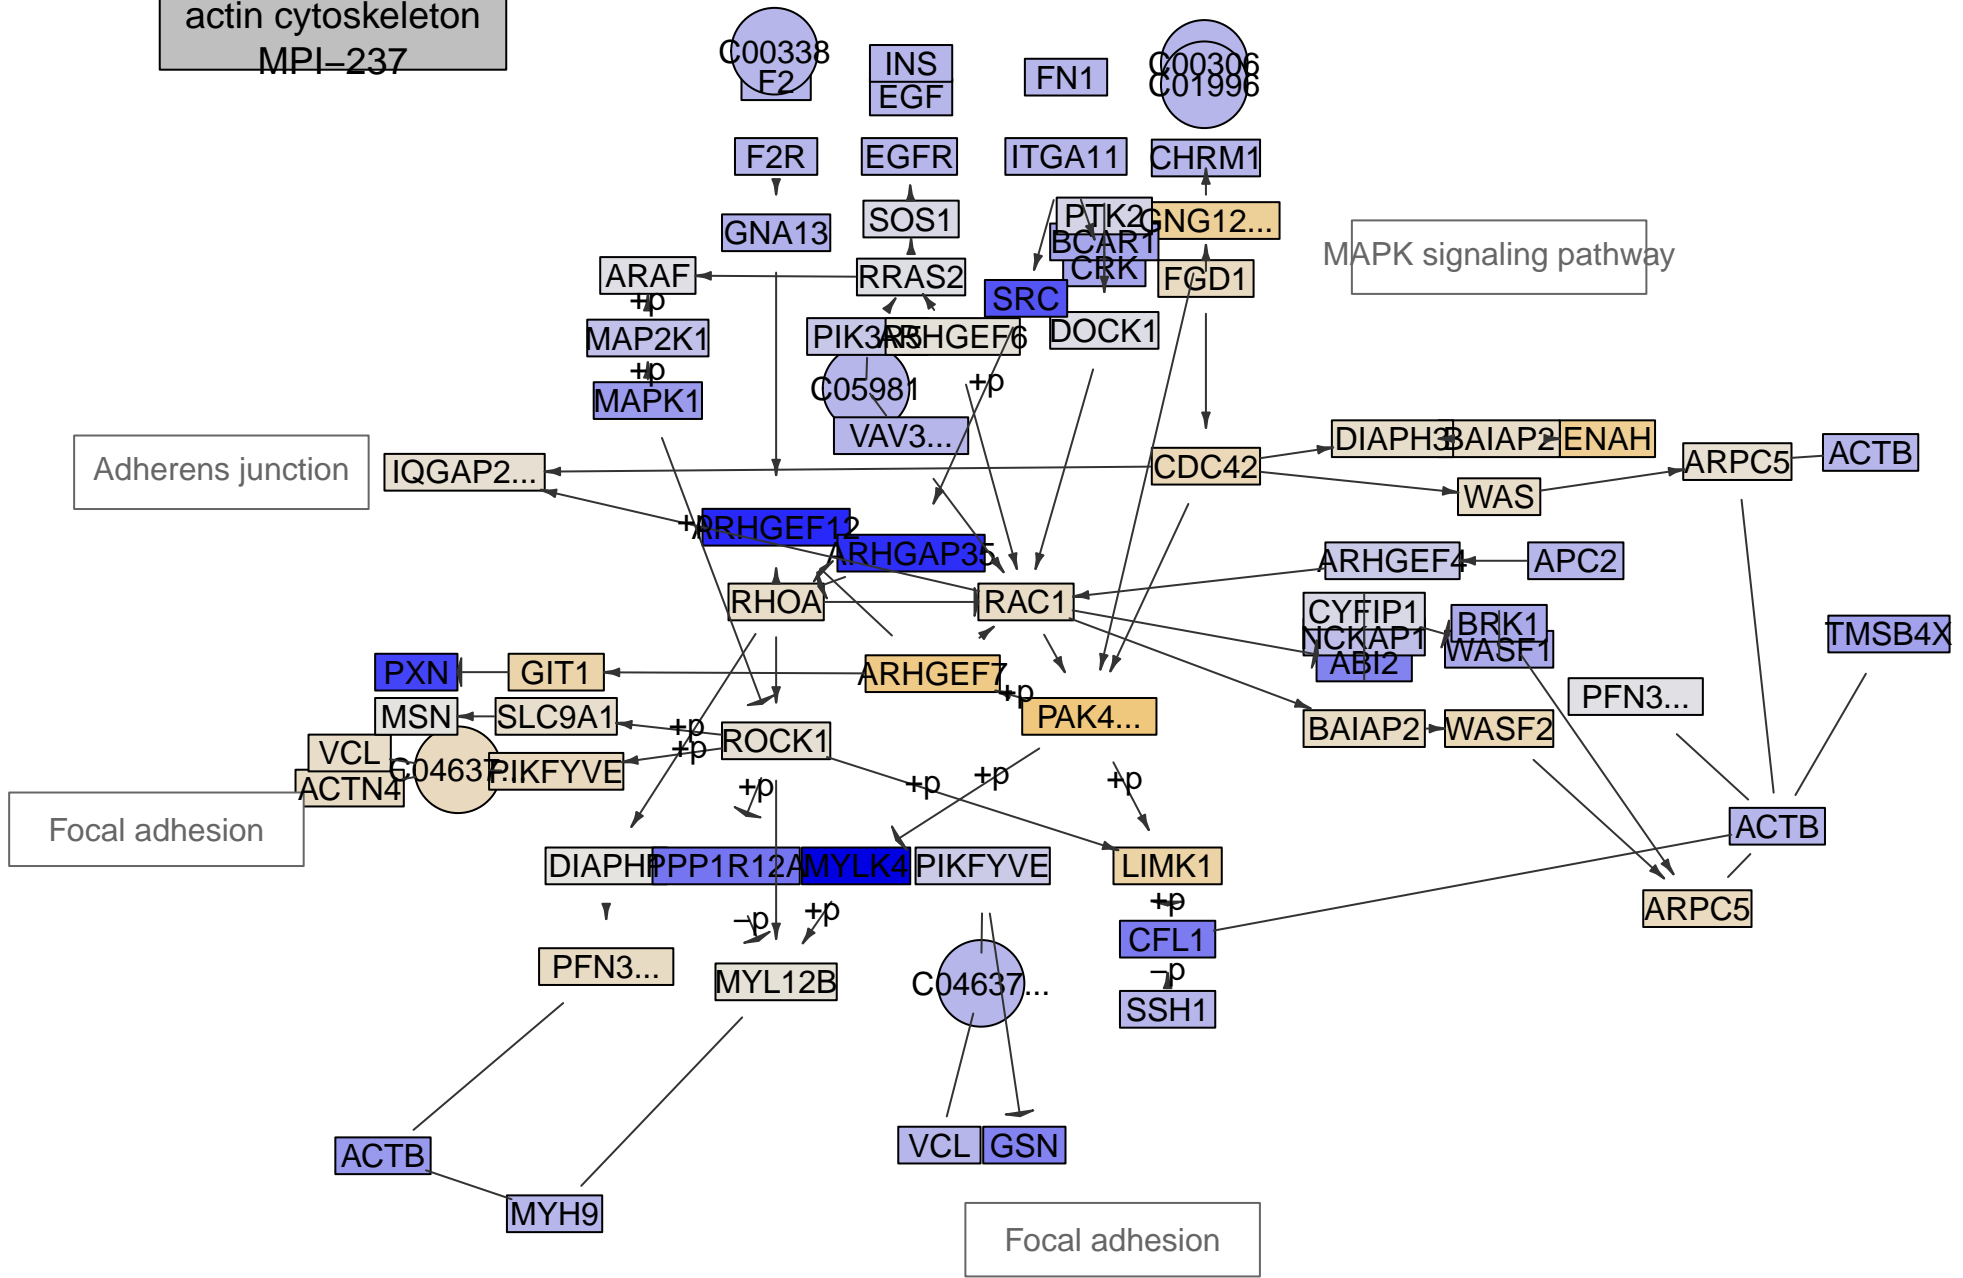 actin cytoskeleton
MPI−237
C00338
F2
INS
EGF
FN1
C00306
C01996
F2R
EGFR
ITGA11
CHRM1
GNA13
SOS1
PTK2
GNG12...
BCAR1
CRK
MAPK signaling pathway
ARAF
RRAS2
SRC
FGD1
+p
MAP2K1
PIK3R5
ARHGEF6
DOCK1
+p
MAPK1
C05981
+p
VAV3...
Adherens junction
IQGAP2...
CDC42
DIAPH3
BAIAP2
ENAH
ARPC5
ACTB
WAS
+p
ARHGEF12
ARHGAP35
ARHGEF4
APC2
RHOA
RAC1
CYFIP1
NCKAP1
ABI2
BRK1
WASF1
TMSB4X
PXN
GIT1
ARHGEF7
+p
PFN3...
MSN
SLC9A1
+p
PAK4...
BAIAP2
WASF2
VCL
ACTN4
C04637...
PIKFYVE
+p
ROCK1
Focal adhesion
+p
+p
+p
+p
ACTB
PPP1R12A
MYLK4
PIKFYVE
LIMK1
−p
+p
+p
CFL1
ARPC5
PFN3...
MYL12B
C04637...
−p
SSH1
ACTB
VCL
GSN
MYH9
Focal adhesion